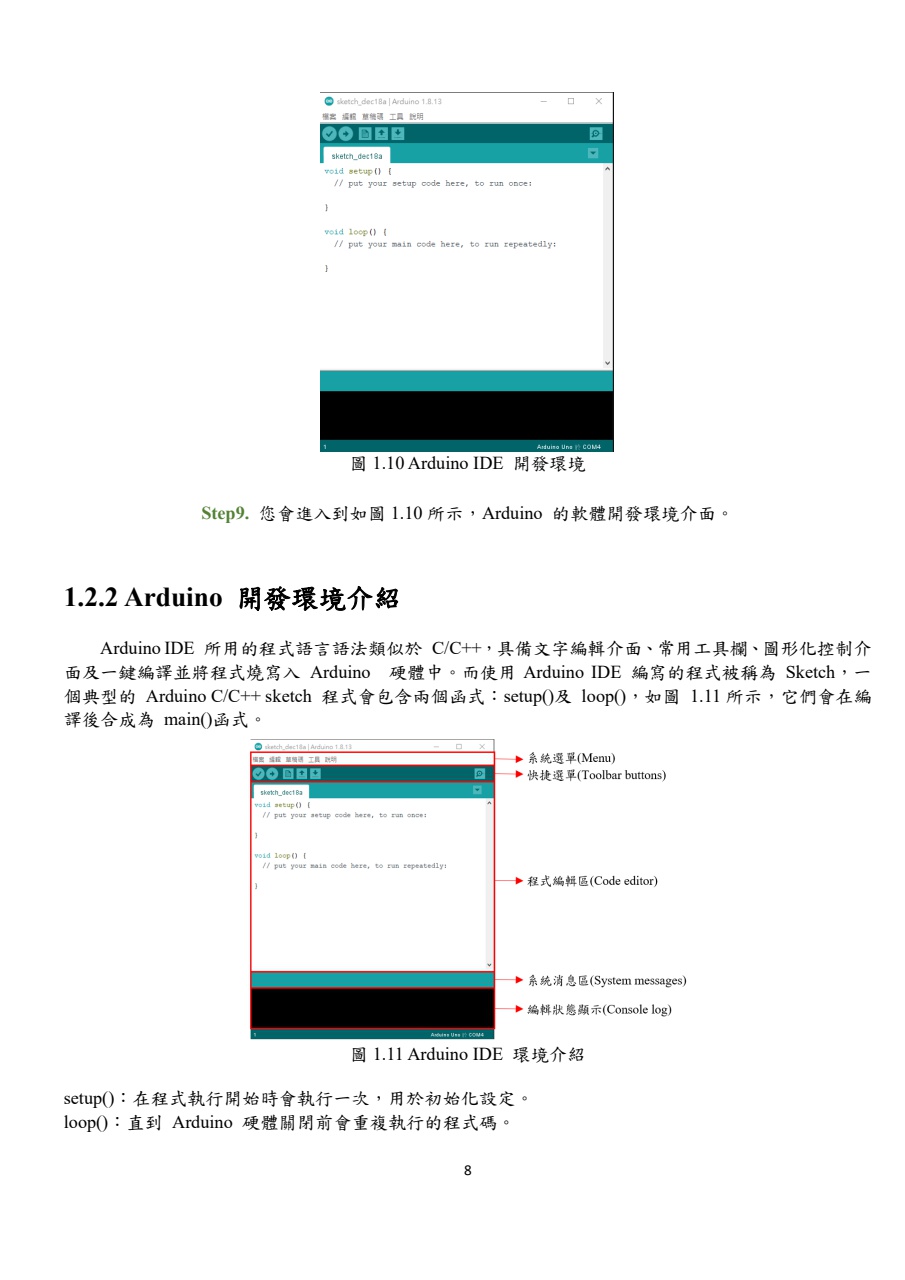 sketch_dec18a | Arduino 1.8.13
檔案 編輯 草稿碼 工具 說明
sketch_dec18a
void setup() {
// put your setup code here, to run once:
}
void loop() {
// put your main code here, to run repeatedly:
}
1 Arduino Uno 於 COM4
圖 1.10 Arduino IDE 開發環境
Step9. 您會進入到如圖 1.10 所示，Arduino 的軟體開發環境介面。
1.2.2 Arduino 開發環境介紹
Arduino IDE 所用的程式語言語法類似於 C/C++，具備文字編輯介面、常用工具欄、圖形化控制介
面及一鍵編譯並將程式燒寫入 Arduino 硬體中。而使用 Arduino IDE 編寫的程式被稱為 Sketch，一
個典型的 Arduino C/C++ sketch 程式會包含兩個函式：setup()及 loop()，如圖 1.11 所示，它們會在編
譯後合成為 main()函式。
sketch_dec18a | Arduino 1.8.13
檔案 編輯 草稿碼 工具 說明
系統選單(Menu)
快捷選單(Toolbar buttons)
sketch_dec18a
void setup() {
// put your setup code here, to run once:
}
void loop() {
// put your main code here, to run repeatedly:
}
程式編輯區(Code editor)
系統消息區(System messages)
編輯狀態顯示(Console log)
1 Arduino Uno 於 COM4
圖 1.11 Arduino IDE 環境介紹
setup()：在程式執行開始時會執行一次，用於初始化設定。
loop()：直到 Arduino 硬體關閉前會重複執行的程式碼。
8